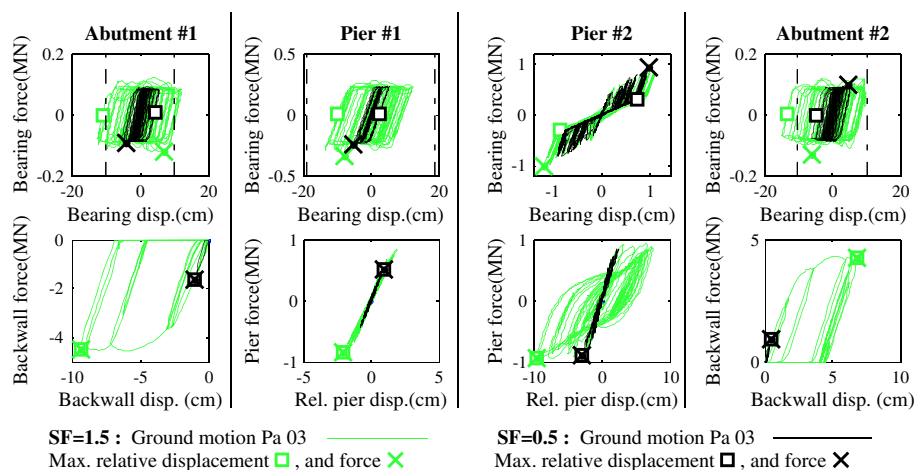 Abutment #1
Pier #1
Pier #2
Abutment #2
Bearing force(MN)
0.2
0
-0.2
-20 0 20
Bearing disp.(cm)
Bearing force(MN)
0.5
0
-0.5
-10 0 10
Bearing disp.(cm)
Bearing force(MN)
1
0
-1
-1 0 1
Bearing disp.(cm)
Bearing force(MN)
0.2
0
-0.2
-20 -10 0 10 20
Bearing disp.(cm)
Backwall force(MN)
0
-2
-4
-10 -5 0
Backwall disp. (cm)
Pier force(MN)
1
0
-1
-5 0 5
Rel. pier disp.(cm)
Pier force(MN)
1
0
-1
-10 0 10
Rel. pier disp.(cm)
Backwall force(MN)
5
0
0 5 10
Backwall disp. (cm)
SF=1.5 : Ground motion Pa 03
SF=0.5 : Ground motion Pa 03
Max. relative displacement , and force
Max. relative displacement , and force